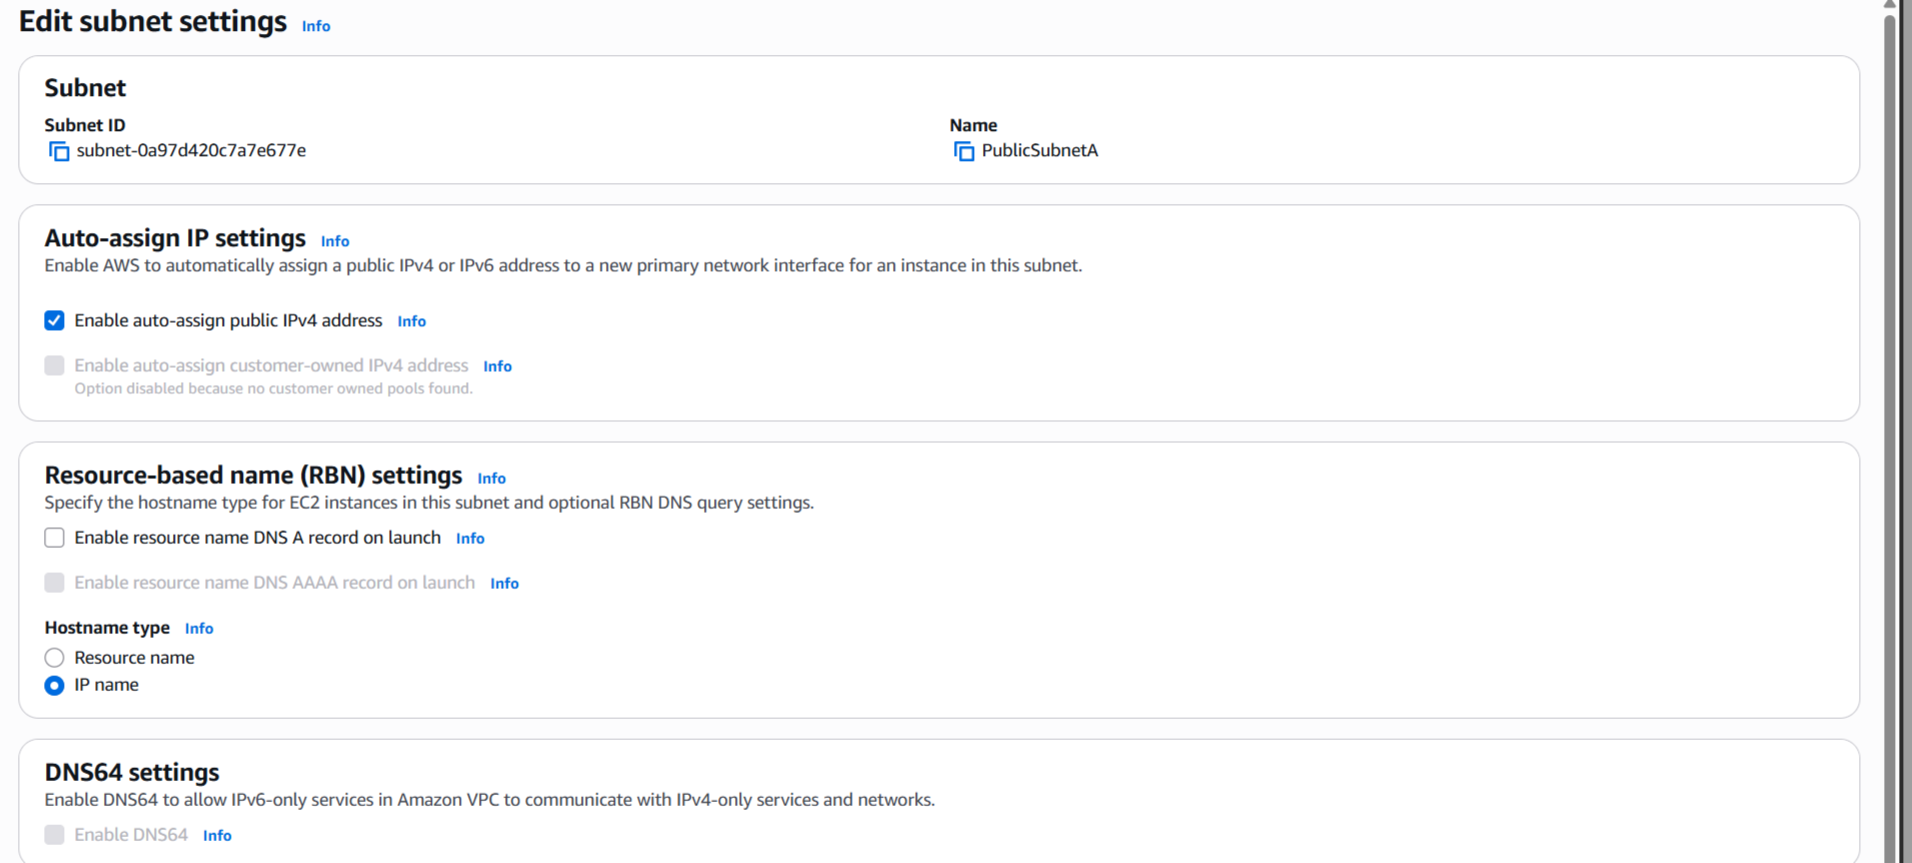 Edit subnet settings Info
Subnet
Subnet ID
subnet-0a97d420c7a7e677e
Name
PublicSubnetA
Auto-assign IP settings Info
Enable AWS to automatically assign a public IPv4 or IPv6 address to a new primary network interface for an instance in this subnet.
Enable auto-assign public IPv4 address Info
Enable auto-assign customer-owned IPv4 address Info
Option disabled because no customer owned pools found.
Resource-based name (RBN) settings Info
Specify the hostname type for EC2 instances in this subnet and optional RBN DNS query settings.
Enable resource name DNS A record on launch Info
Enable resource name DNS AAAA record on launch Info
Hostname type Info
Resource name
IP name
DNS64 settings
Enable DNS64 to allow IPv6-only services in Amazon VPC to communicate with IPv4-only services and networks.
Enable DNS64 Info